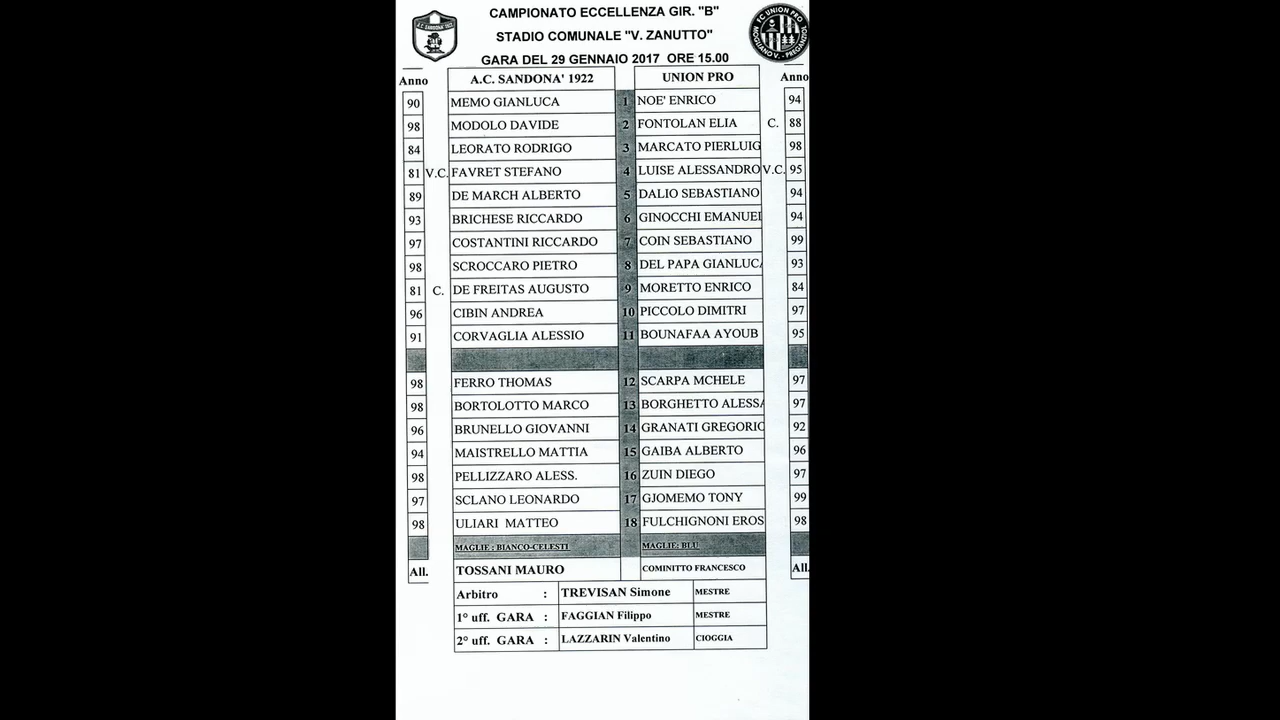 CAMPIONATO ECCELLENZA GIR. "B"
STADIO COMUNALE "V. ZANUTTO"
GARA DEL 29 GENNAIO 2017 ORE 15.00
Anno A.C. SANDONA' 1922 UNION PRO Anno
90 MEMO GIANLUCA 1 NOE' ENRICO 94
98 MODOLO DAVIDE 2 FONTOLAN ELIA C. 88
84 LEORATO RODRIGO 3 MARCATO PIERLUIG 98
81 V.C. FAVRET STEFANO 4 LUISE ALESSANDRO V.C. 95
89 DE MARCH ALBERTO 5 DALIO SEBASTIANO 94
93 BRICHESE RICCARDO 6 GINOCCHI EMANUEI 94
97 COSTANTINI RICCARDO 7 COIN SEBASTIANO 99
98 SCROCCARO PIETRO 8 DEL PAPA GIANLUCA 93
81 C. DE FREITAS AUGUSTO 9 MORETTO ENRICO 84
96 CIBIN ANDREA 10 PICCOLO DIMITRI 97
91 CORVAGLIA ALESSIO 11 BOUNAFAA AYOUB 95
98 FERRO THOMAS 12 SCARPA MCHELE 97
98 BORTOLOTTO MARCO 13 BORGHETTO ALESSA 97
96 BRUNELLO GIOVANNI 14 GRANATI GREGORIO 92
94 MAISTRELLO MATTIA 15 GAIBA ALBERTO 96
98 PELLIZZARO ALESS. 16 ZUIN DIEGO 97
97 SCLANO LEONARDO 17 GJOMEMO TONY 99
98 ULIARI MATTEO 18 FULCHIGNONI EROS 98
MAGLIE : BIANCO-CELESTI MAGLIE: BLU
All. TOSSANI MAURO COMINITTO FRANCESCO All.
Arbitro : TREVISAN Simone MESTRE
1° uff. GARA : FAGGIAN Filippo MESTRE
2° uff. GARA : LAZZARIN Valentino CIOGGIA